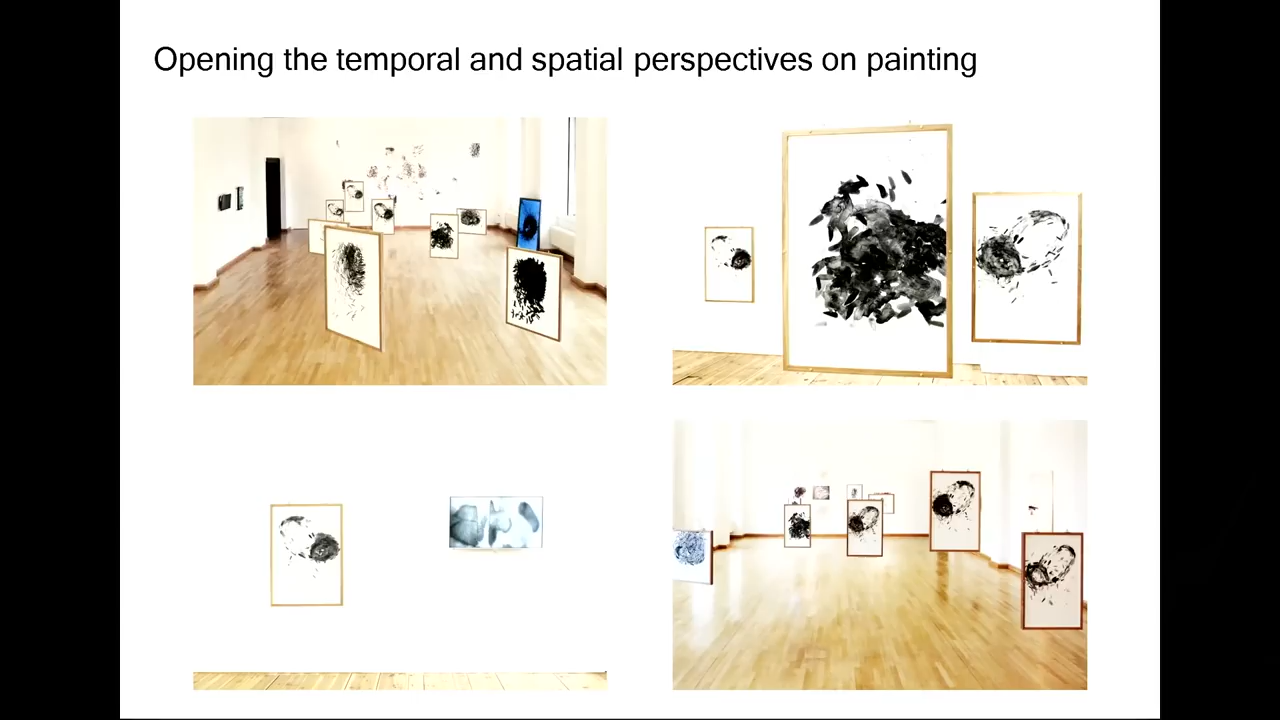 Opening the temporal and spatial perspectives on painting